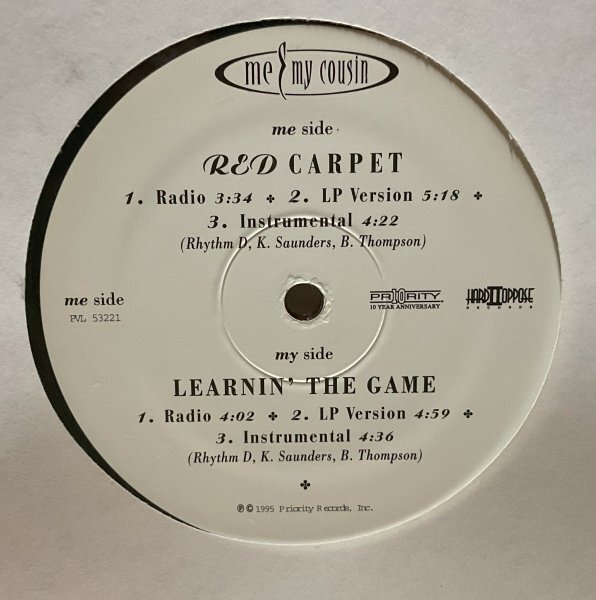 me & my cousin
me side
RED CARPET
1. Radio 3:34 ✤ 2. LP Version 5:18 ✤
3. Instrumental 4:22
(Rhythm D, K. Saunders, B. Thompson)
me side
PVL 53221
PRIORITY
10 YEAR ANNIVERSARY
HARD II OPPOSE
RECORDS
my side
LEARNIN' THE GAME
1. Radio 4:02 ✤ 2. LP Version 4:59 ✤
3. Instrumental 4:36
(Rhythm D, K. Saunders, B. Thompson)
✤
℗ © 1995 Priority Records, Inc.